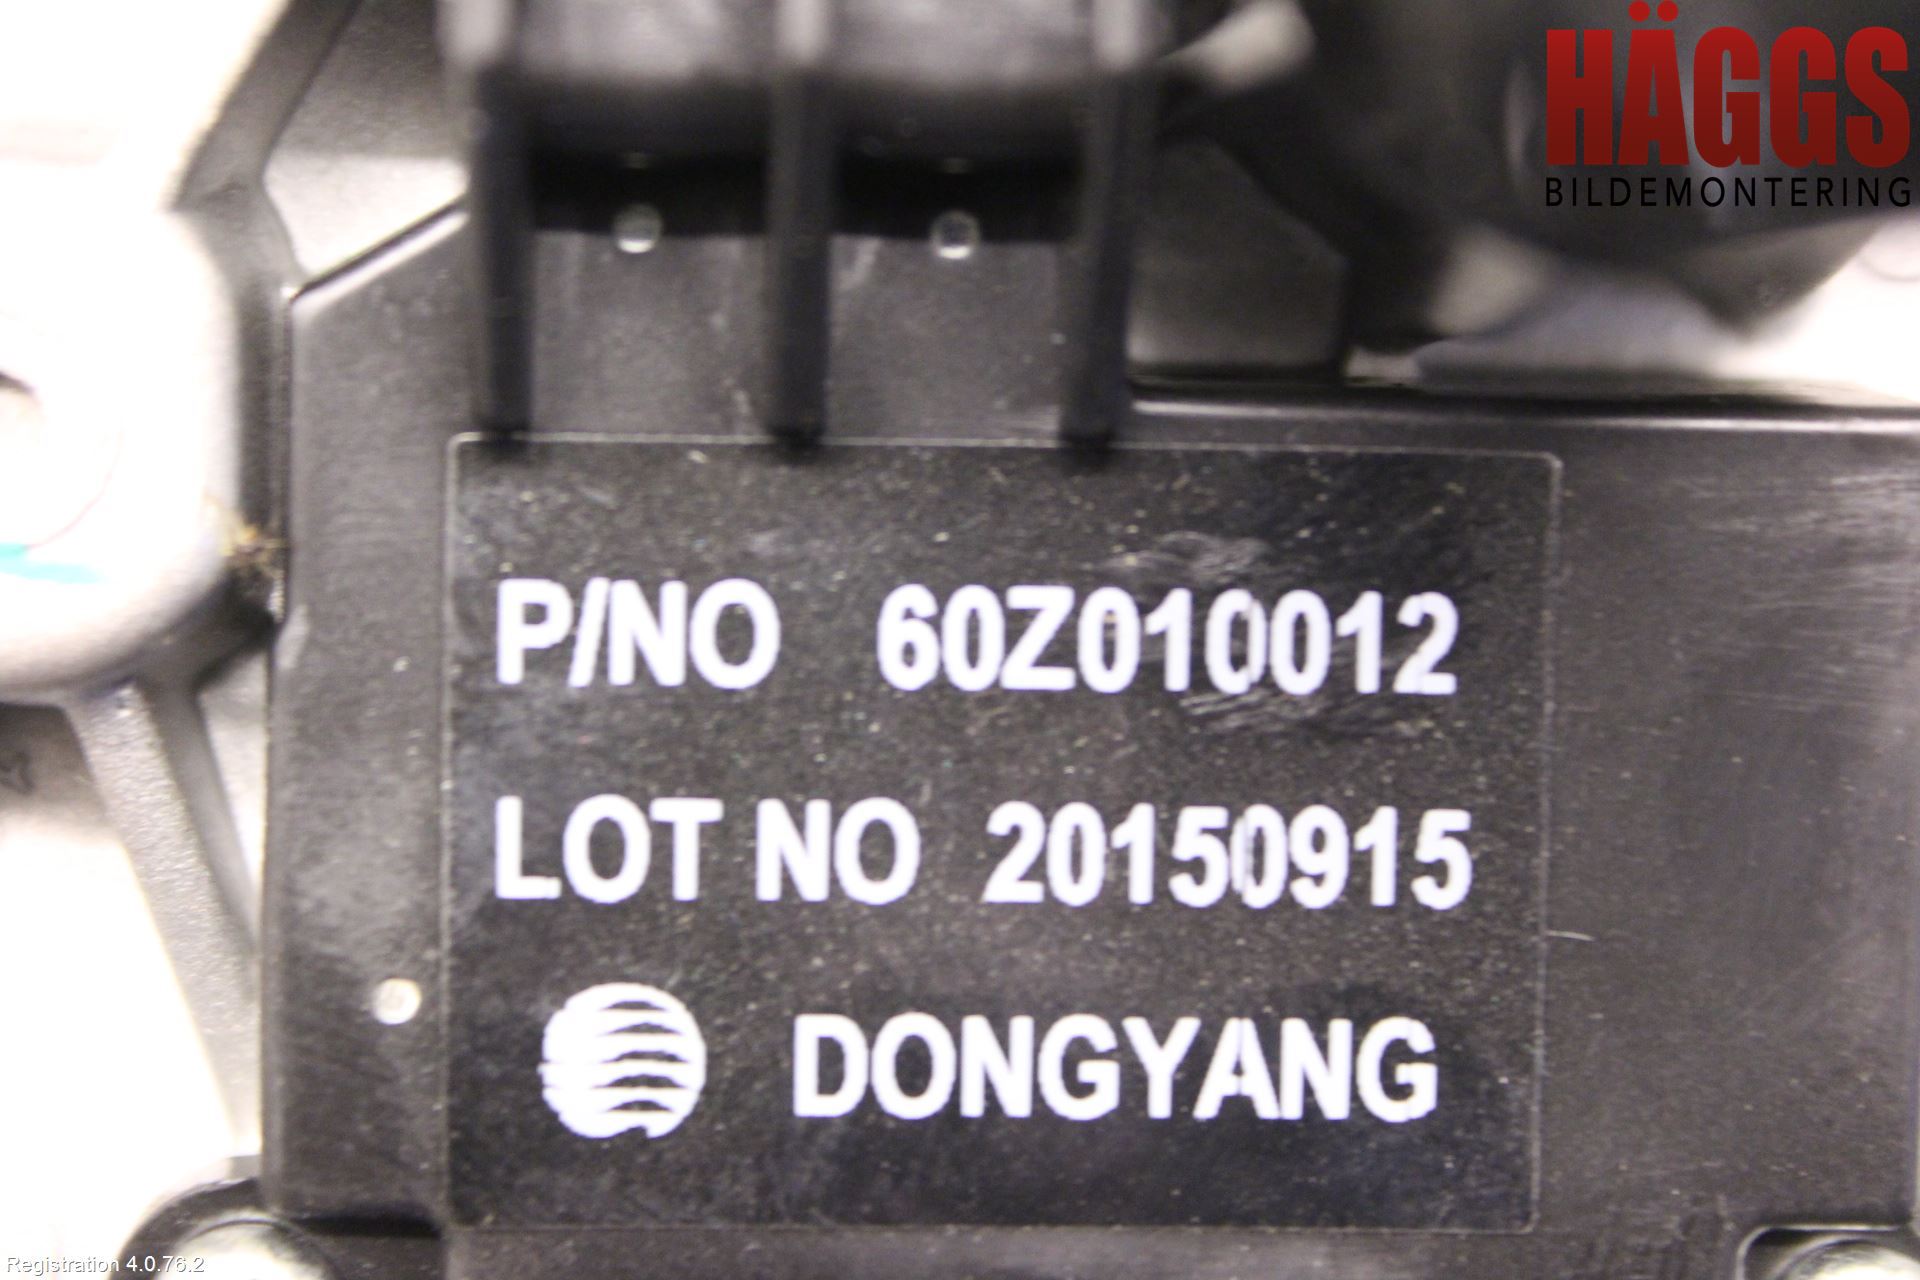 HÄGGS
BILDEMONTERING
P/NO 60Z010012
LOT NO 20150915
DONGYANG
Registration 4.0.76.2